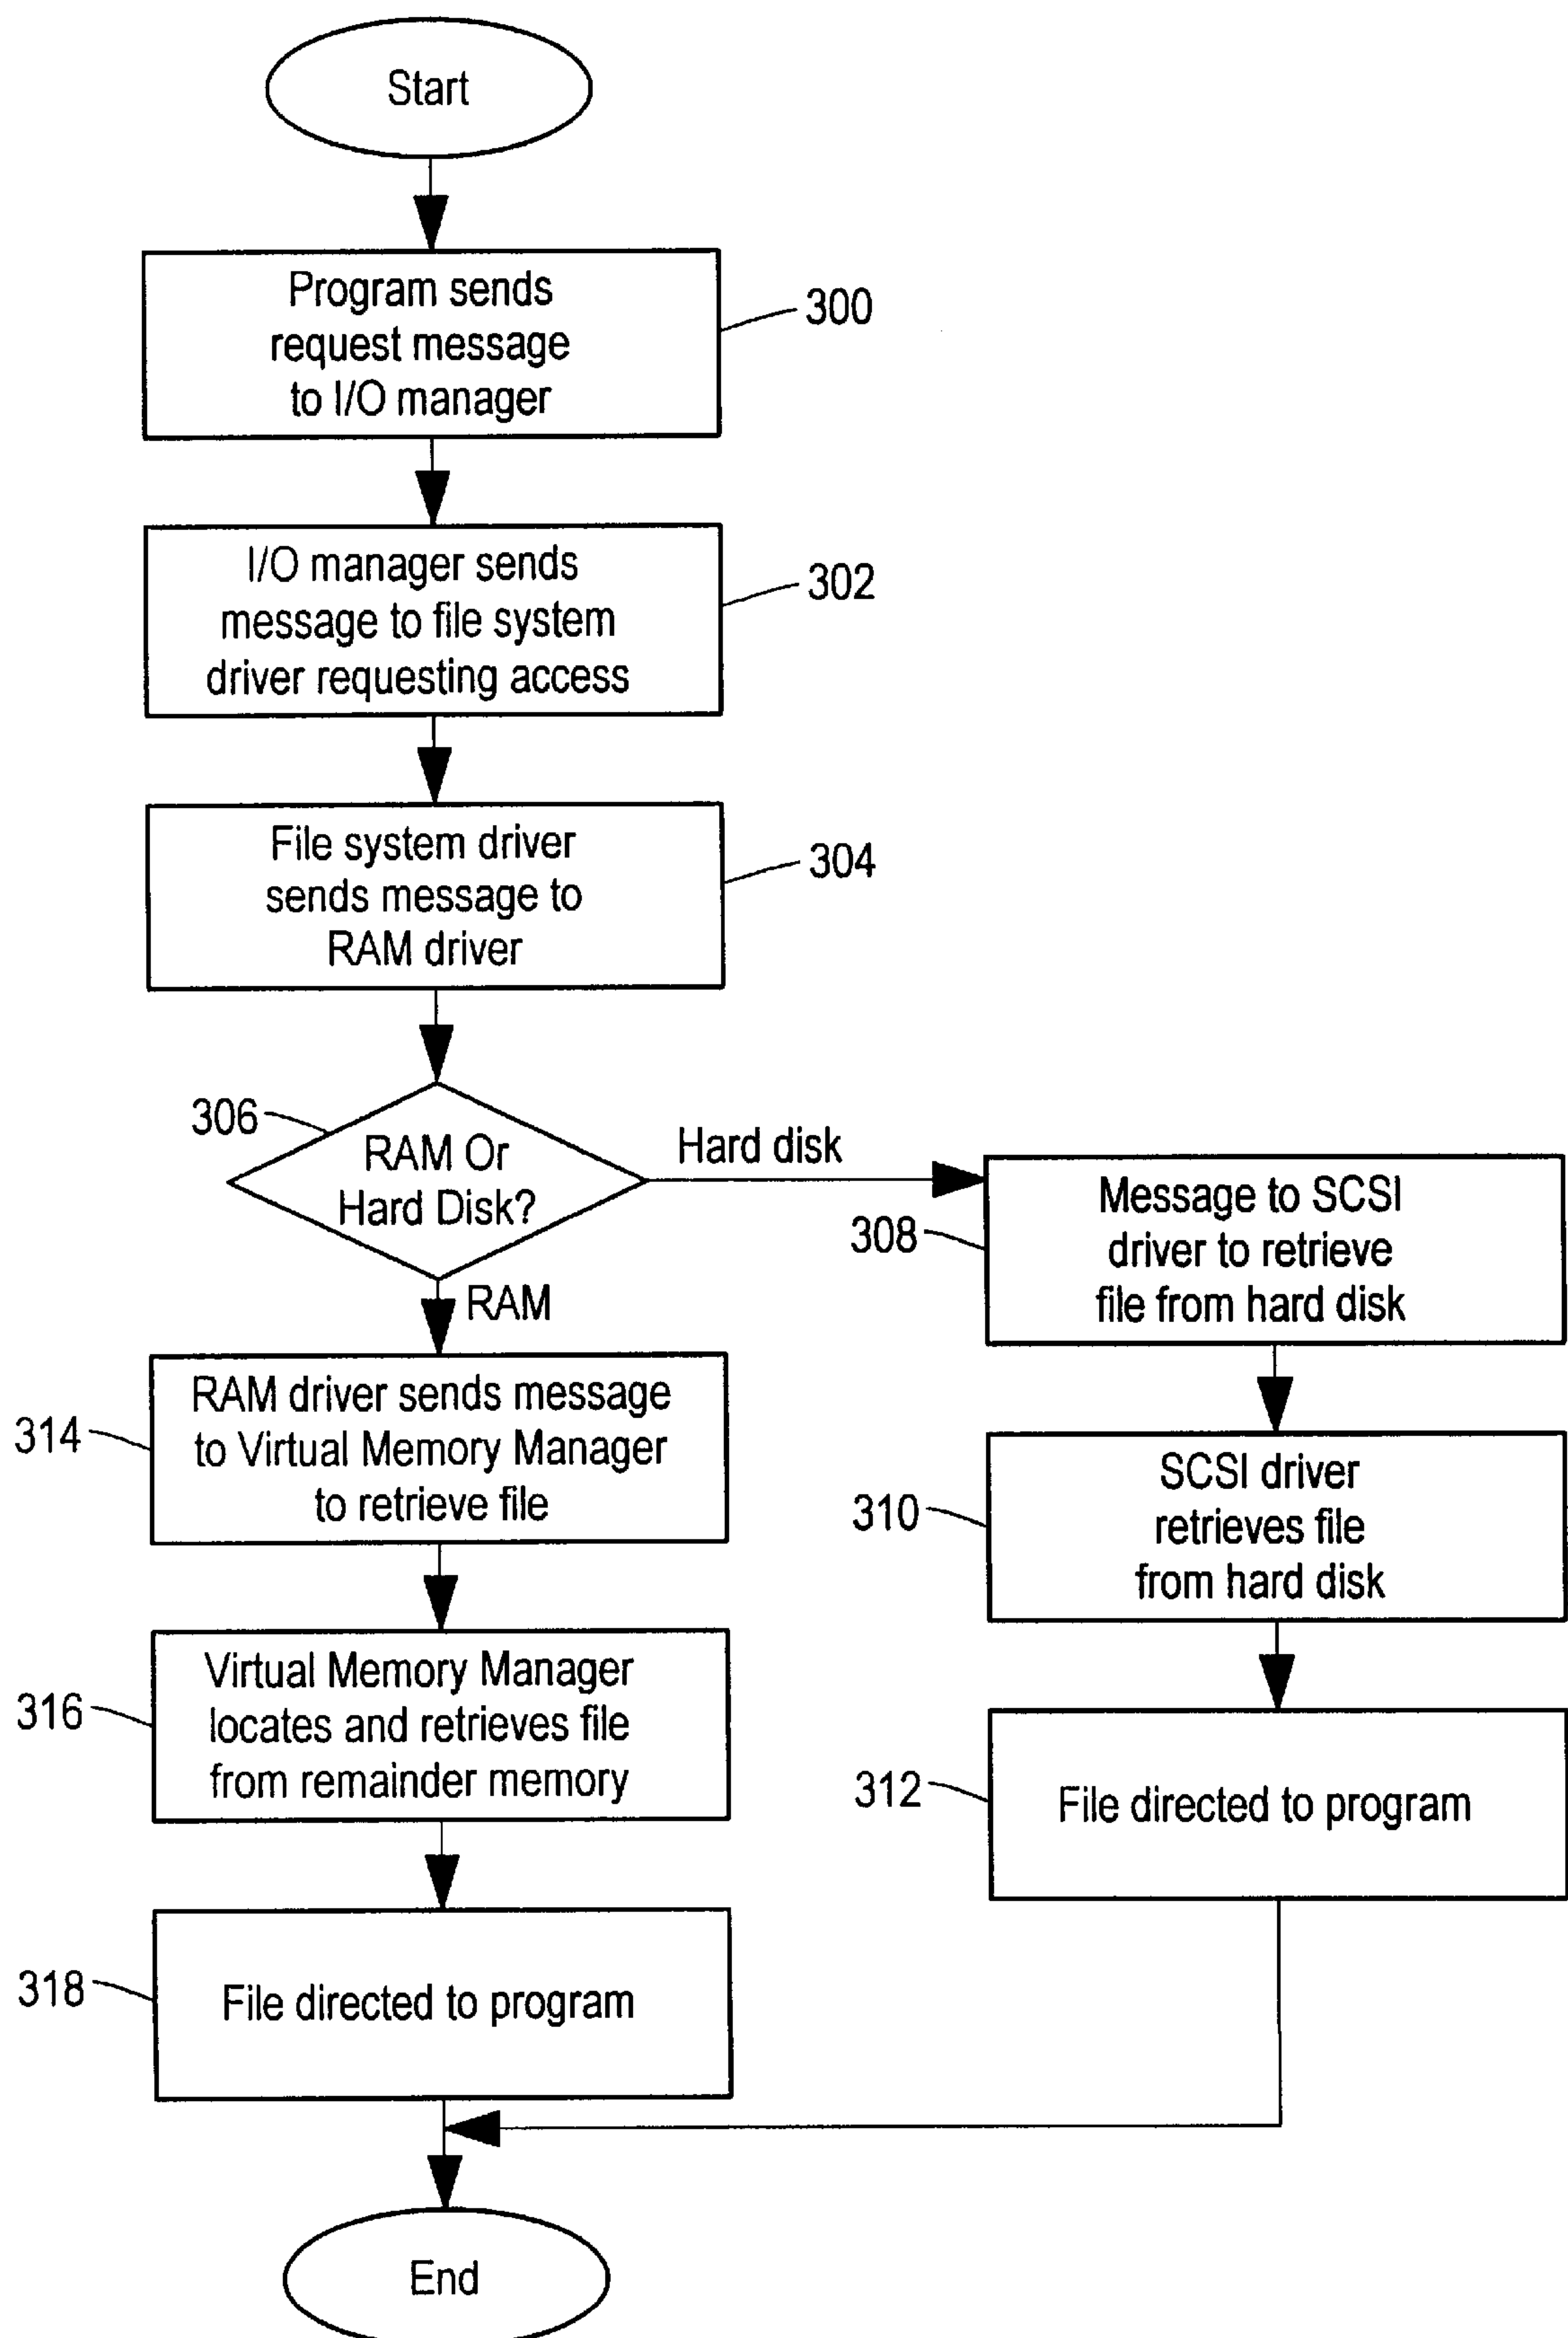 Start
Program sends
request message
to I/O manager
300
I/O manager sends
message to file system
driver requesting access
302
File system driver
sends message to
RAM driver
304
306
RAM Or
Hard Disk?
Hard disk
RAM
308
Message to SCSI
driver to retrieve
file from hard disk
314
RAM driver sends message
to Virtual Memory Manager
to retrieve file
310
SCSI driver
retrieves file
from hard disk
316
Virtual Memory Manager
locates and retrieves file
from remainder memory
312
File directed to program
318
File directed to program
End